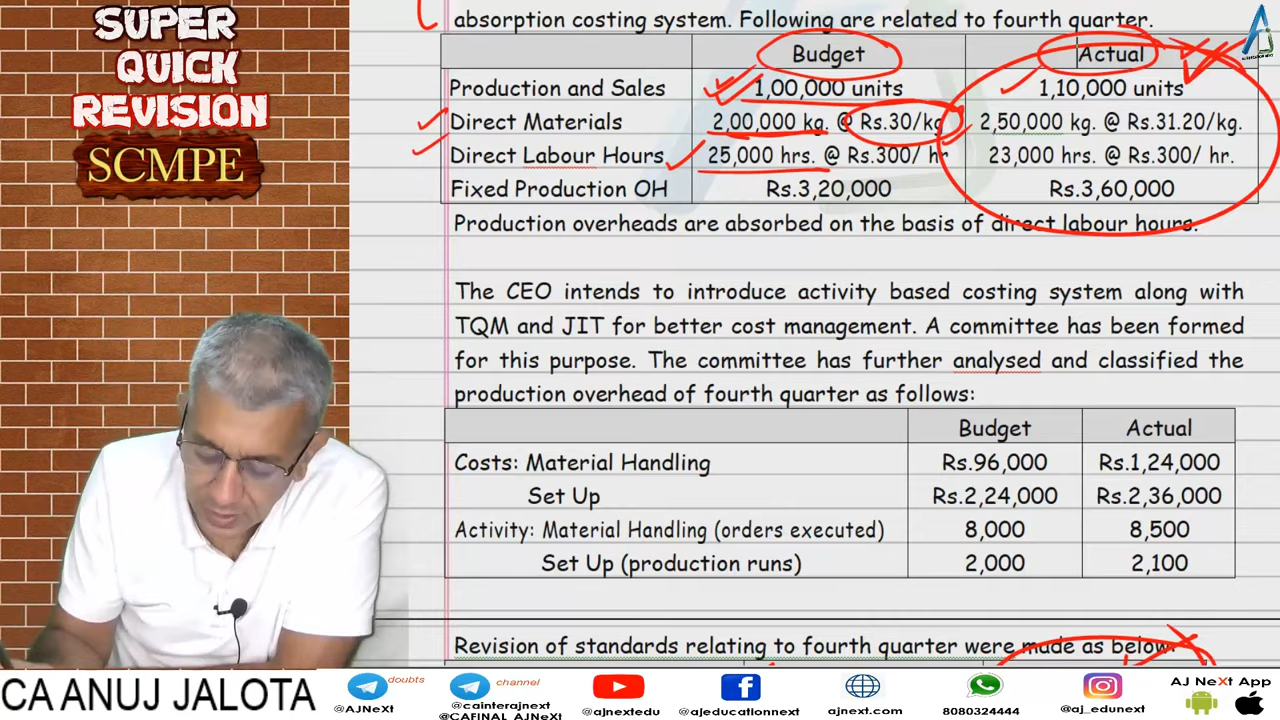 SUPER
QUICK
REVISION
SCMPE
absorption costing system. Following are related to fourth quarter.
Budget Actual
Production and Sales 1,00,000 units 1,10,000 units
Direct Materials 2,00,000 kg. @ Rs.30/kg 2,50,000 kg. @ Rs.31.20/kg.
Direct Labour Hours 25,000 hrs. @ Rs.300/ hr 23,000 hrs. @ Rs.300/ hr.
Fixed Production OH Rs.3,20,000 Rs.3,60,000
Production overheads are absorbed on the basis of direct labour hours.
The CEO intends to introduce activity based costing system along with
TQM and JIT for better cost management. A committee has been formed
for this purpose. The committee has further analysed and classified the
production overhead of fourth quarter as follows:
Budget Actual
Costs: Material Handling Rs.96,000 Rs.1,24,000
Set Up Rs.2,24,000 Rs.2,36,000
Activity: Material Handling (orders executed) 8,000 8,500
Set Up (production runs) 2,000 2,100
Revision of standards relating to fourth quarter were made as below:
CA ANUJ JALOTA
doubts
@AJNeXt
channel
@cainterajnext
@CAFINAL_AJNeXt
@ajnextedu
@ajeducationnext
ajnext.com
8080324444
@aj_edunext
AJ NeXt App